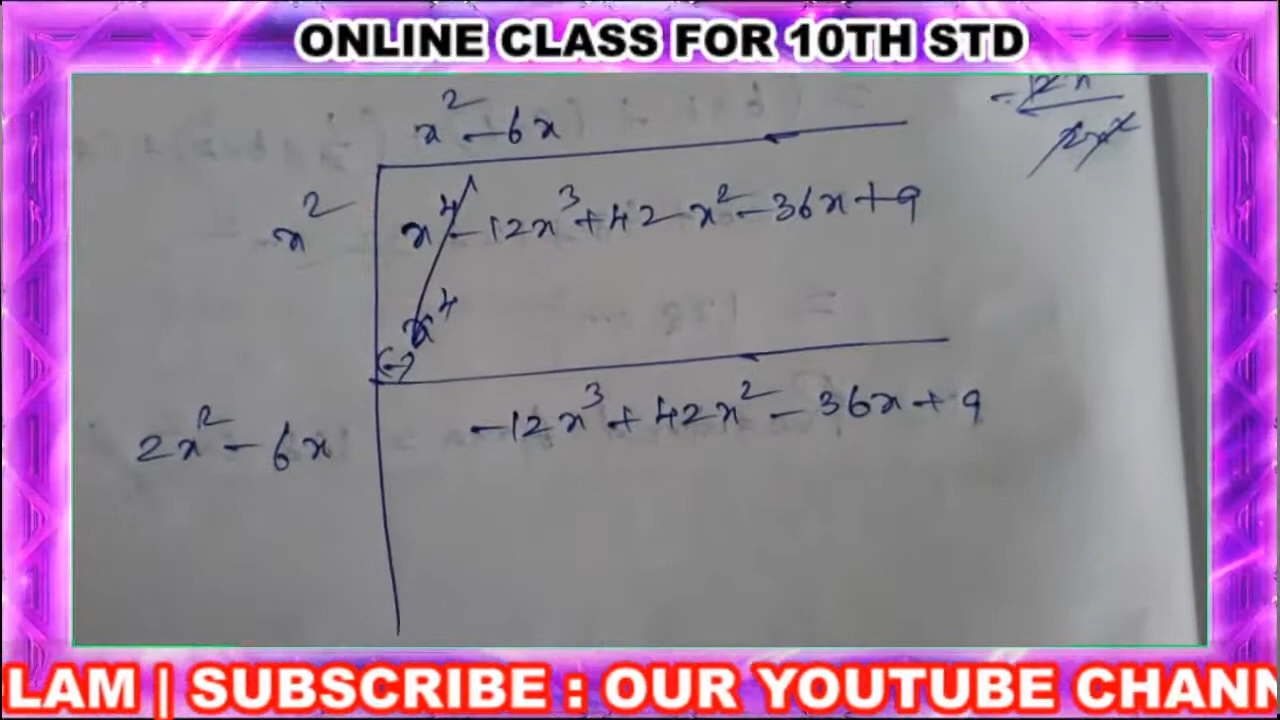 ONLINE CLASS FOR 10TH STD
x² - 6x
x² x⁴ - 12x³ + 42x² - 36x + 9
x⁴
(-)
2x² - 6x -12x³ + 42x² - 36x + 9
LAM | SUBSCRIBE : OUR YOUTUBE CHANN